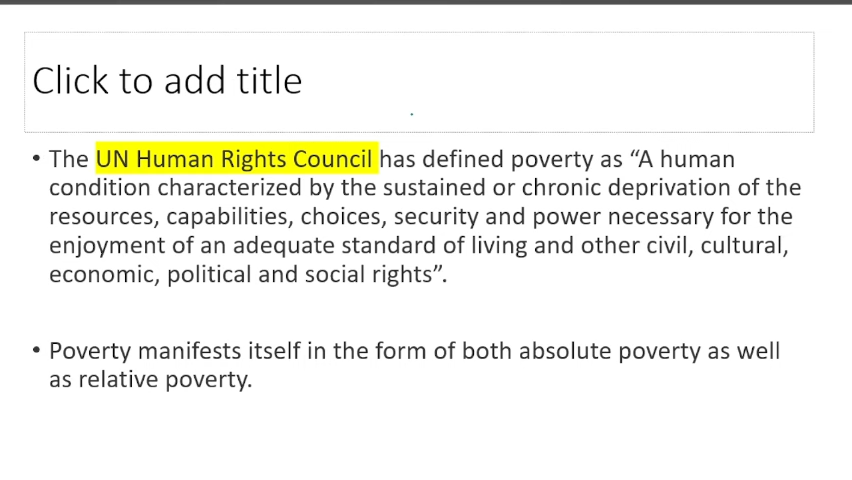 Click to add title
• The UN Human Rights Council has defined poverty as “A human
condition characterized by the sustained or chronic deprivation of the
resources, capabilities, choices, security and power necessary for the
enjoyment of an adequate standard of living and other civil, cultural,
economic, political and social rights”.
• Poverty manifests itself in the form of both absolute poverty as well
as relative poverty.